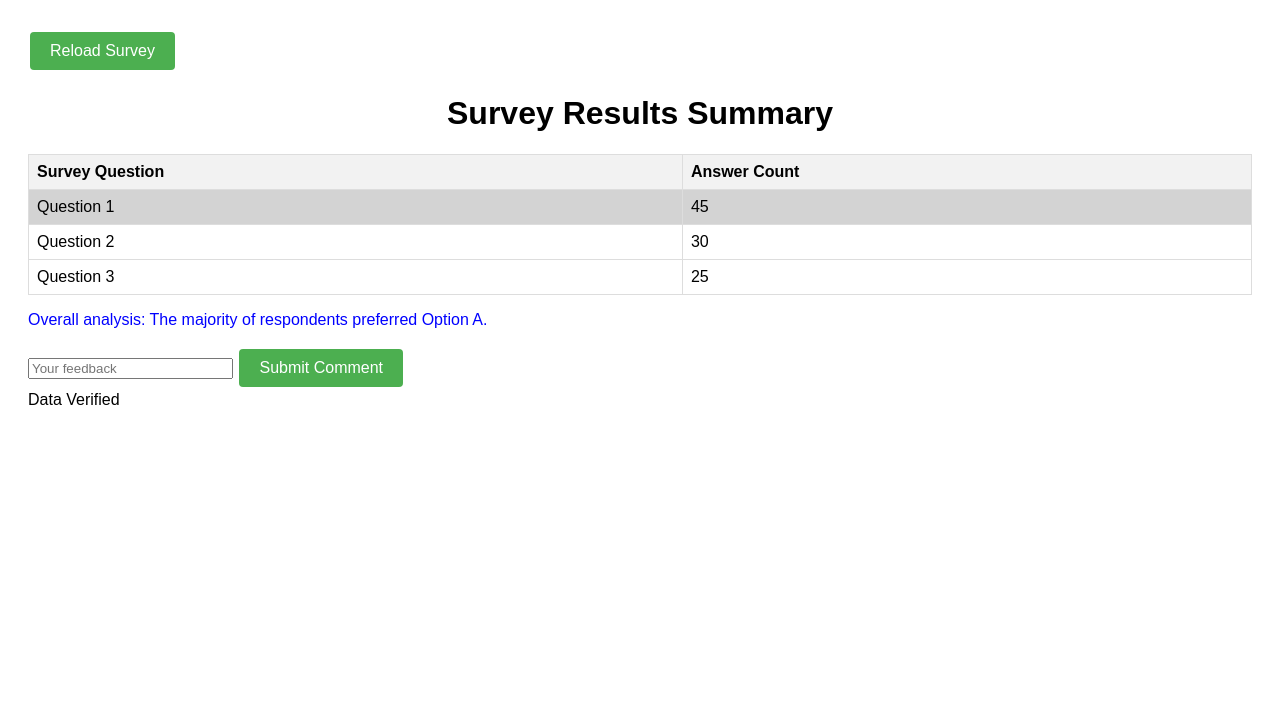 Reload Survey
Survey Results Summary
Survey Question Answer Count
Question 1 45
Question 2 30
Question 3 25
Overall analysis: The majority of respondents preferred Option A.
Your feedback Submit Comment
Data Verified